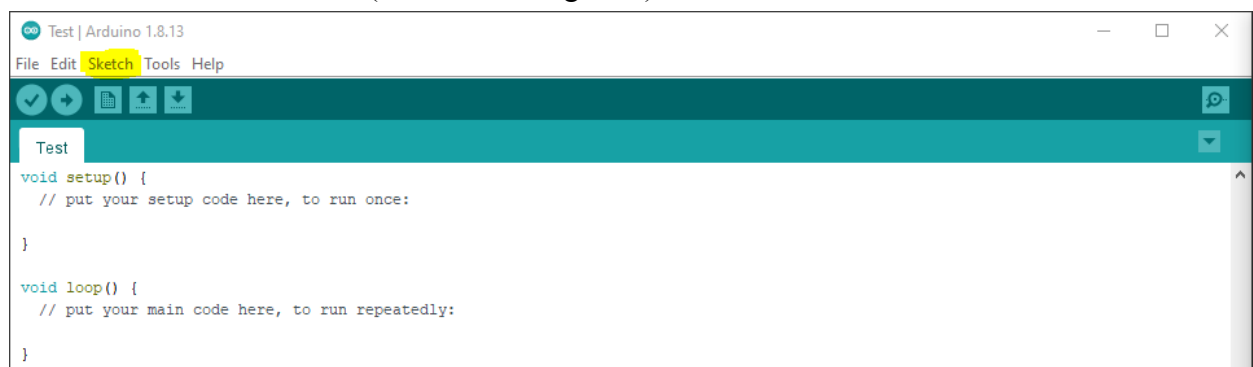 Test | Arduino 1.8.13
File Edit Sketch Tools Help
Test
void setup() {
  // put your setup code here, to run once:
}
void loop() {
  // put your main code here, to run repeatedly:
}